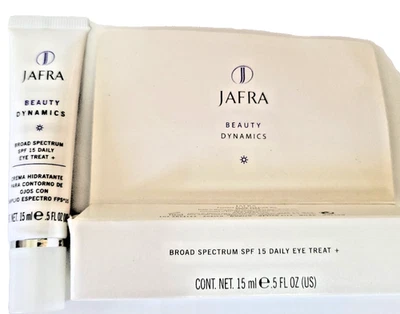 JAFRA
BEAUTY
DYNAMICS
BROAD SPECTRUM
SPF 15 DAILY
EYE TREAT +
CREMA HIDRATANTE
PARA CONTORNO DE
OJOS CON
ESPECTRO FPS
NET. 15 ml e .5 FL OZ
JAFRA
BEAUTY
DYNAMICS
BROAD SPECTRUM SPF 15 DAILY EYE TREAT +
CONT. NET. 15 ml e .5 FL OZ (US)